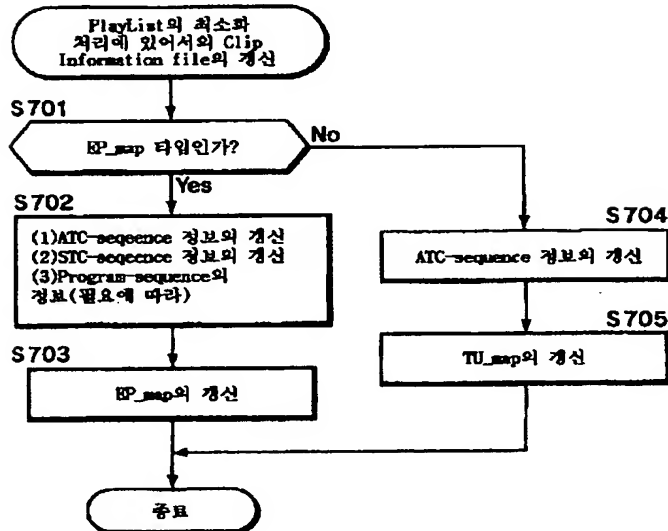 PlayList의 최소화
처리에 있어서의 Clip
Information file의 갱신
S701
EP_map 타입인가?
No
Yes
S702
(1)ATC-seqeence 정보의 갱신
(2)STC-seqeence 정보의 갱신
(3)Program-sequence의
정보(필요에 따라)
S703
EP_map의 갱신
S704
ATC-sequence 정보의 갱신
S705
TU_map의 갱신
종료